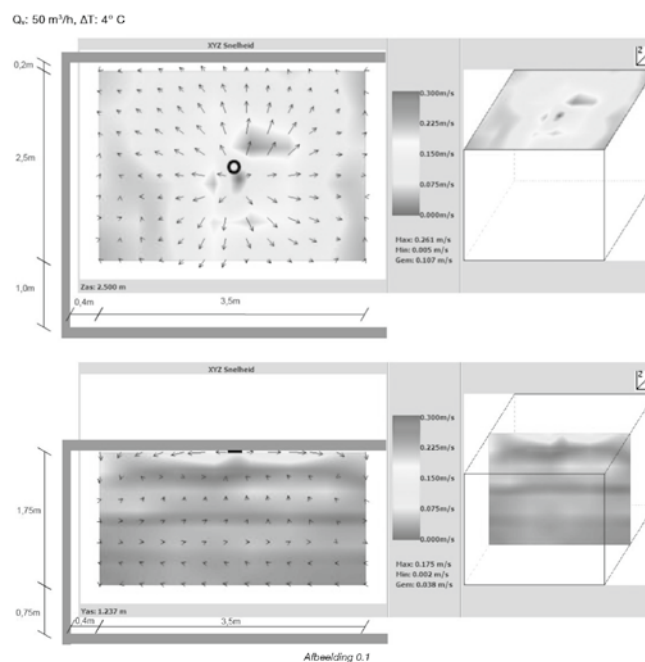 Qᵥ: 50 m³/h, ΔT: 4° C
XYZ Snelheid
0,2m
2,5m
1,0m
0.300m/s
0.225m/s
0.150m/s
0.075m/s
0.000m/s
Max: 0.261 m/s
Min: 0.005 m/s
Gem: 0.107 m/s
Z
Zas: 2.500 m
0,4m
3,5m
XYZ Snelheid
1,75m
0,75m
0.300m/s
0.225m/s
0.150m/s
0.075m/s
0.000m/s
Max: 0.175 m/s
Min: 0.002 m/s
Gem: 0.038 m/s
Z
Yas: 1.237 m
0,4m
3,5m
Afbeelding 0.1